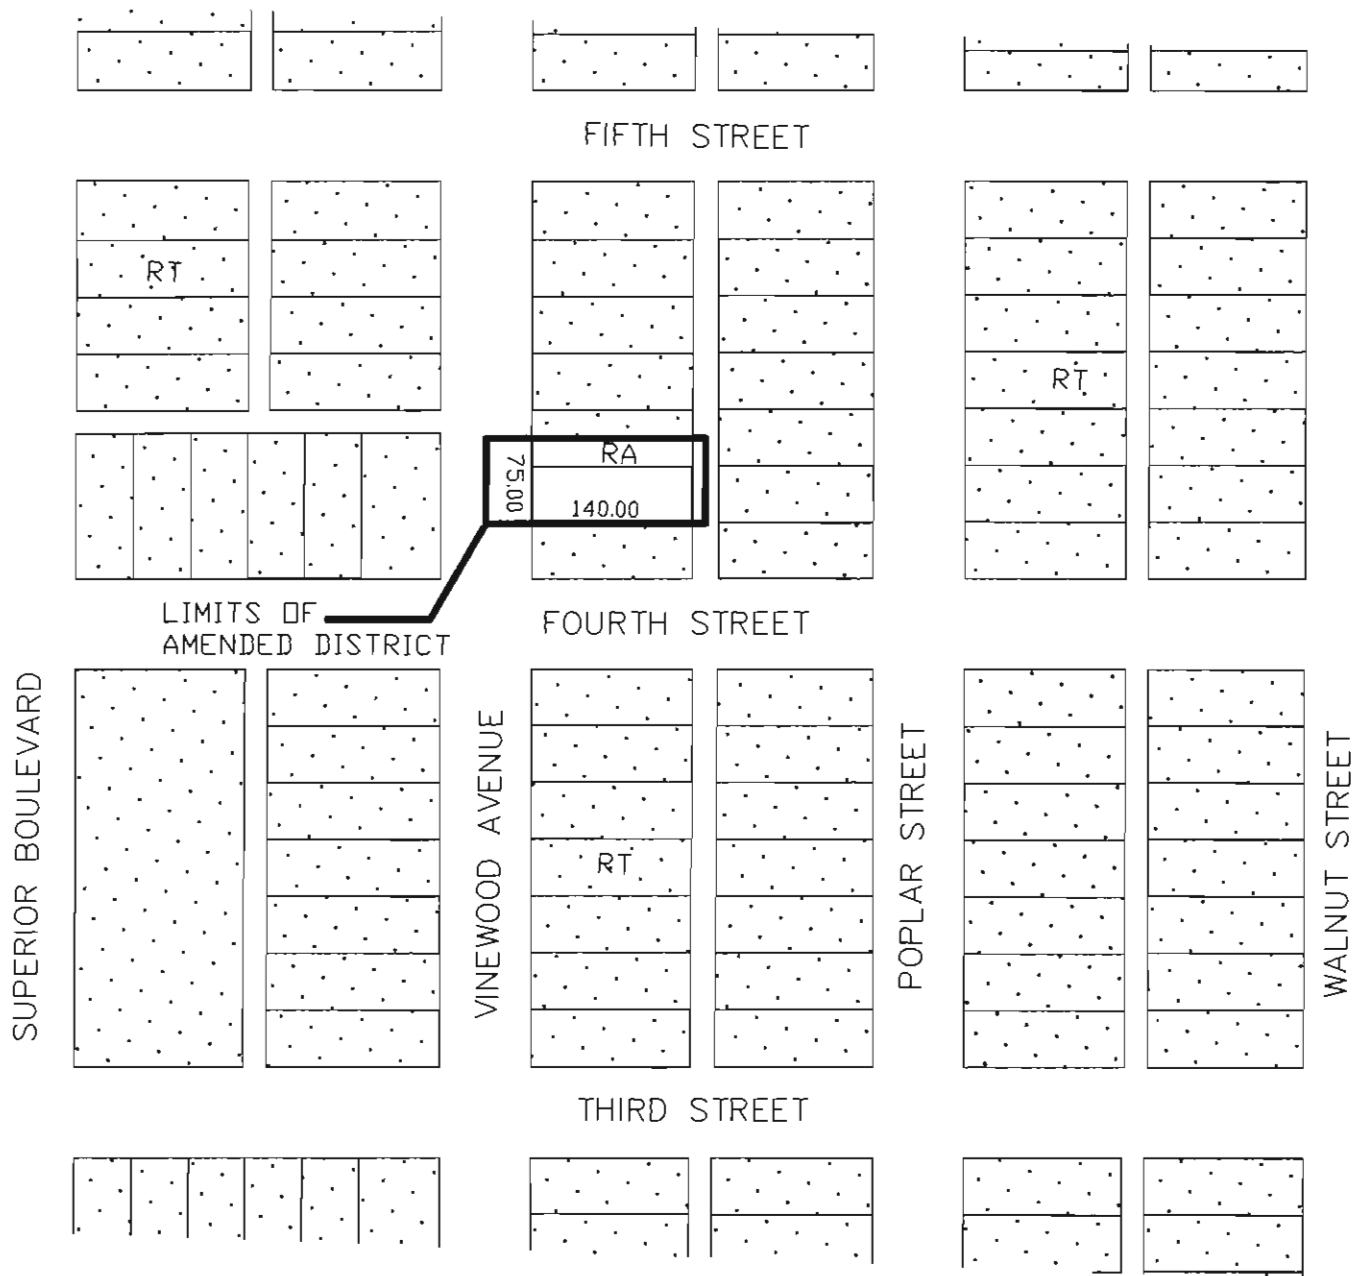 FIFTH STREET
RT
RT
RA
75.00
140.00
LIMITS OF
AMENDED DISTRICT
FOURTH STREET
SUPERIOR BOULEVARD
VINEWOOD AVENUE
RT
POPLAR STREET
WALNUT STREET
THIRD STREET